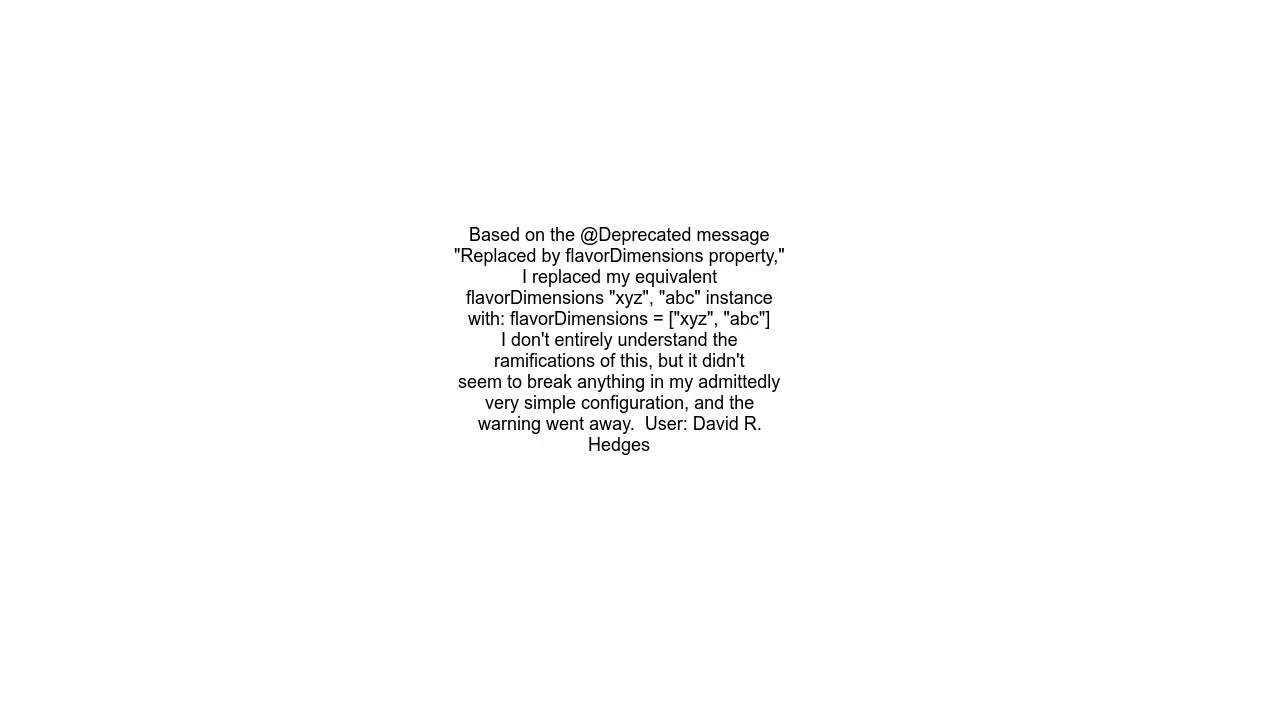 Based on the @Deprecated message
"Replaced by flavorDimensions property,"
I replaced my equivalent
flavorDimensions "xyz", "abc" instance
with: flavorDimensions = ["xyz", "abc"]
I don't entirely understand the
ramifications of this, but it didn't
seem to break anything in my admittedly
very simple configuration, and the
warning went away.  User: David R.
Hedges